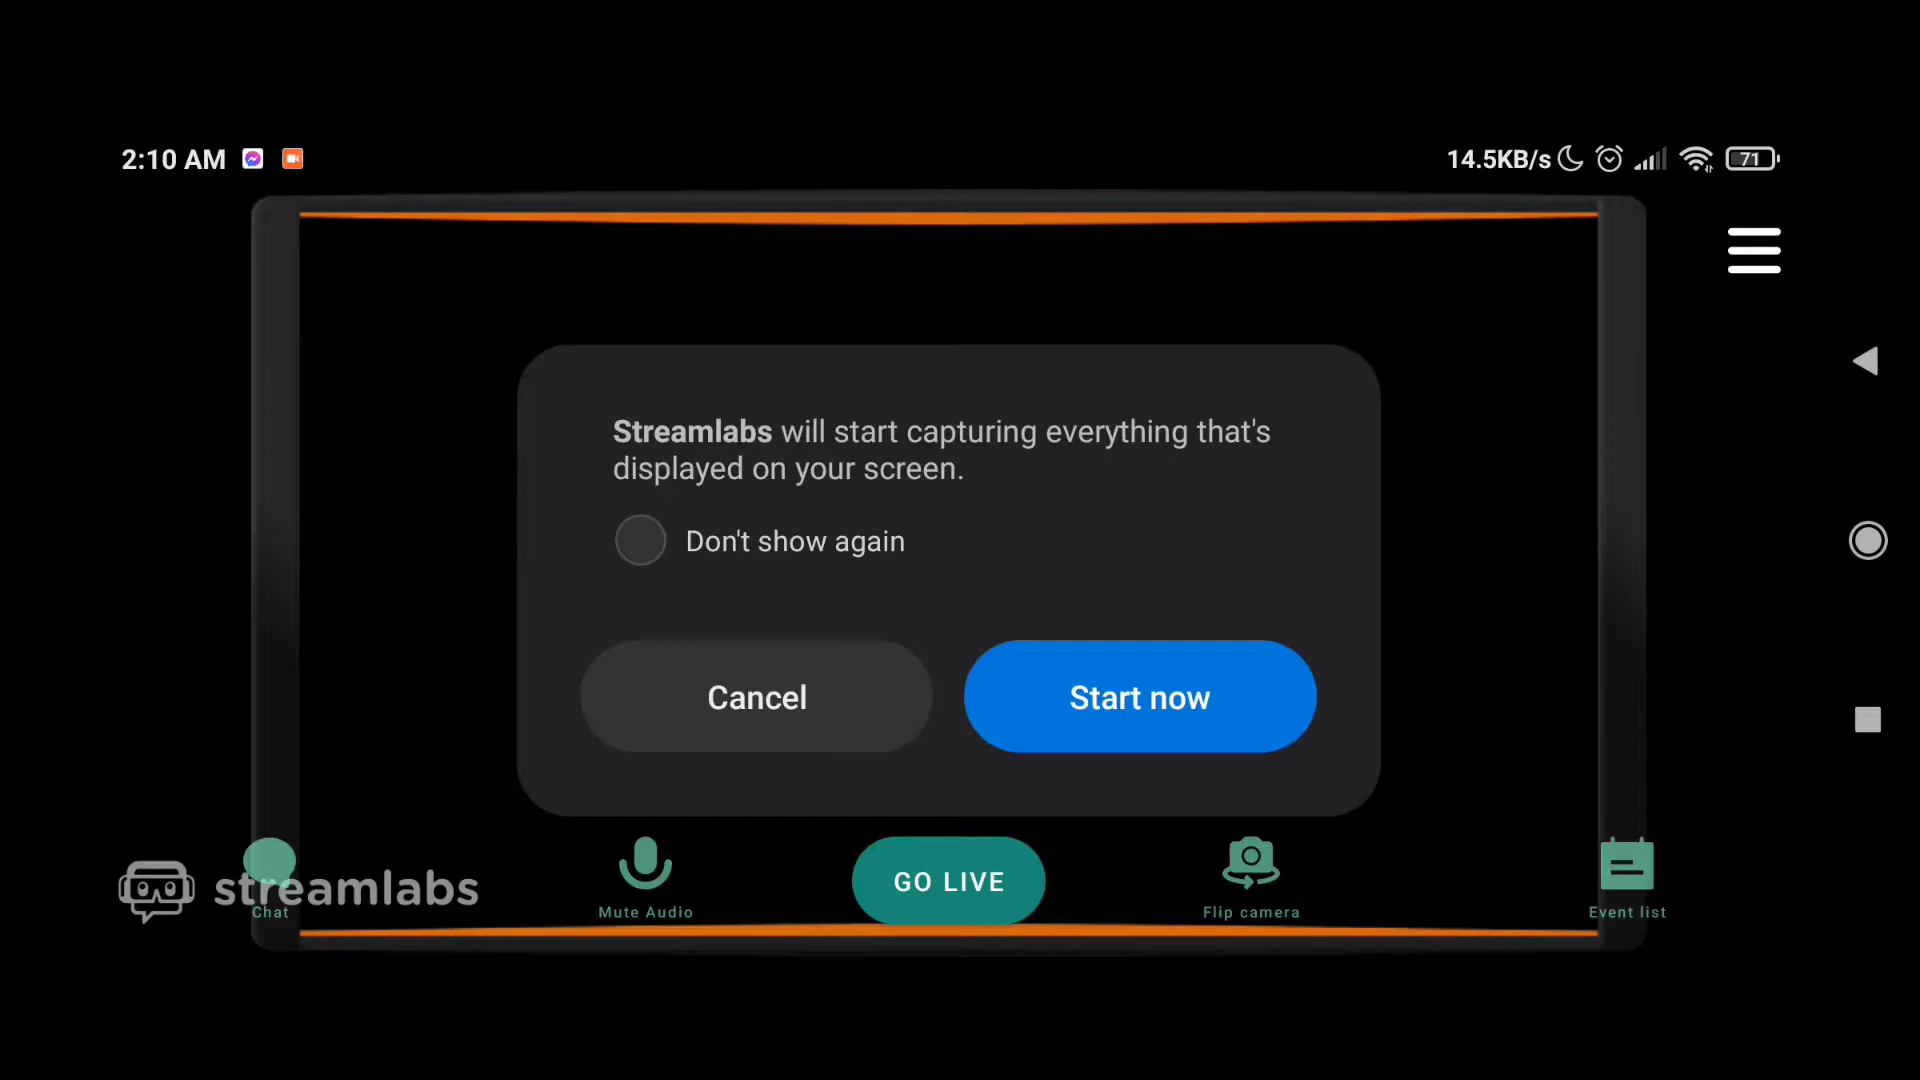 2:10 AM
14.5KB/s
71
Streamlabs will start capturing everything that's
displayed on your screen.
Don't show again
Cancel
Start now
streamlabs
Chat
Mute Audio
GO LIVE
Flip camera
Event list